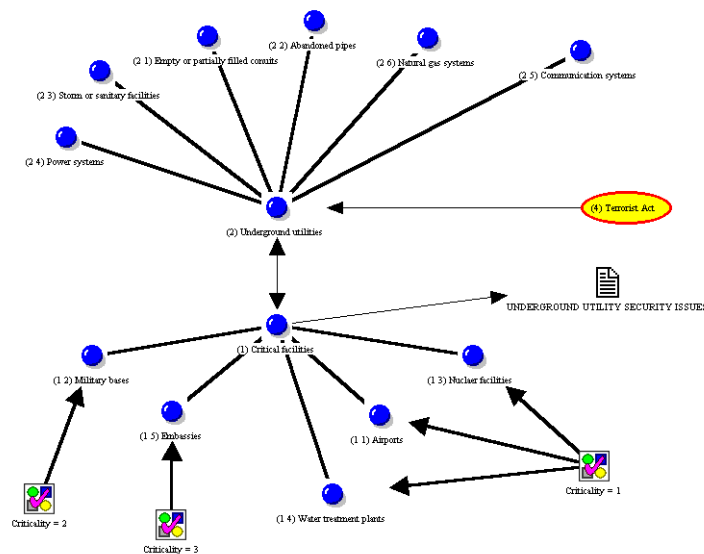 (2 2) Abandoned pipes
(2 1) Empty or partially filled conuits
(2 6) Natural gas systems
(2 5) Communication systems
(2 3) Storm or sanitary facilities
(2 4) Power systems
(4) Terrorist Act
(2) Underground utilities
UNDERGROUND UTILITY SECURITY ISSUES
(1) Critical facilities
(1 2) Military bases
(1 3) Nuclaer facilities
(1 5) Embassies
(1 1) Airports
Criticality = 1
(1 4) Water treatment plants
Criticality = 2
Criticality = 3